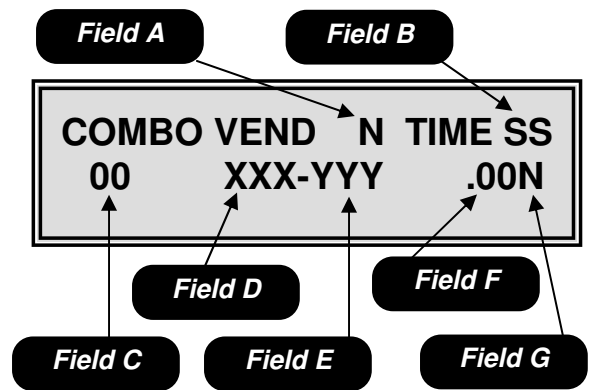 Field A Field B
COMBO VEND N TIME SS
00 XXX-YYY .00N
Field D Field F
Field C Field E Field G